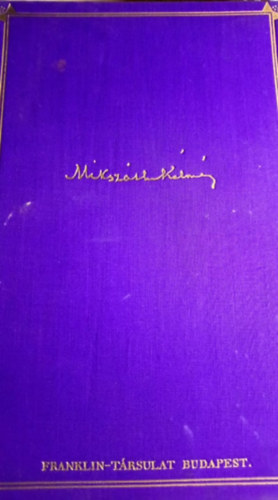 Mikszáth Kálmán
FRANKLIN-TÁRSULAT BUDAPEST.